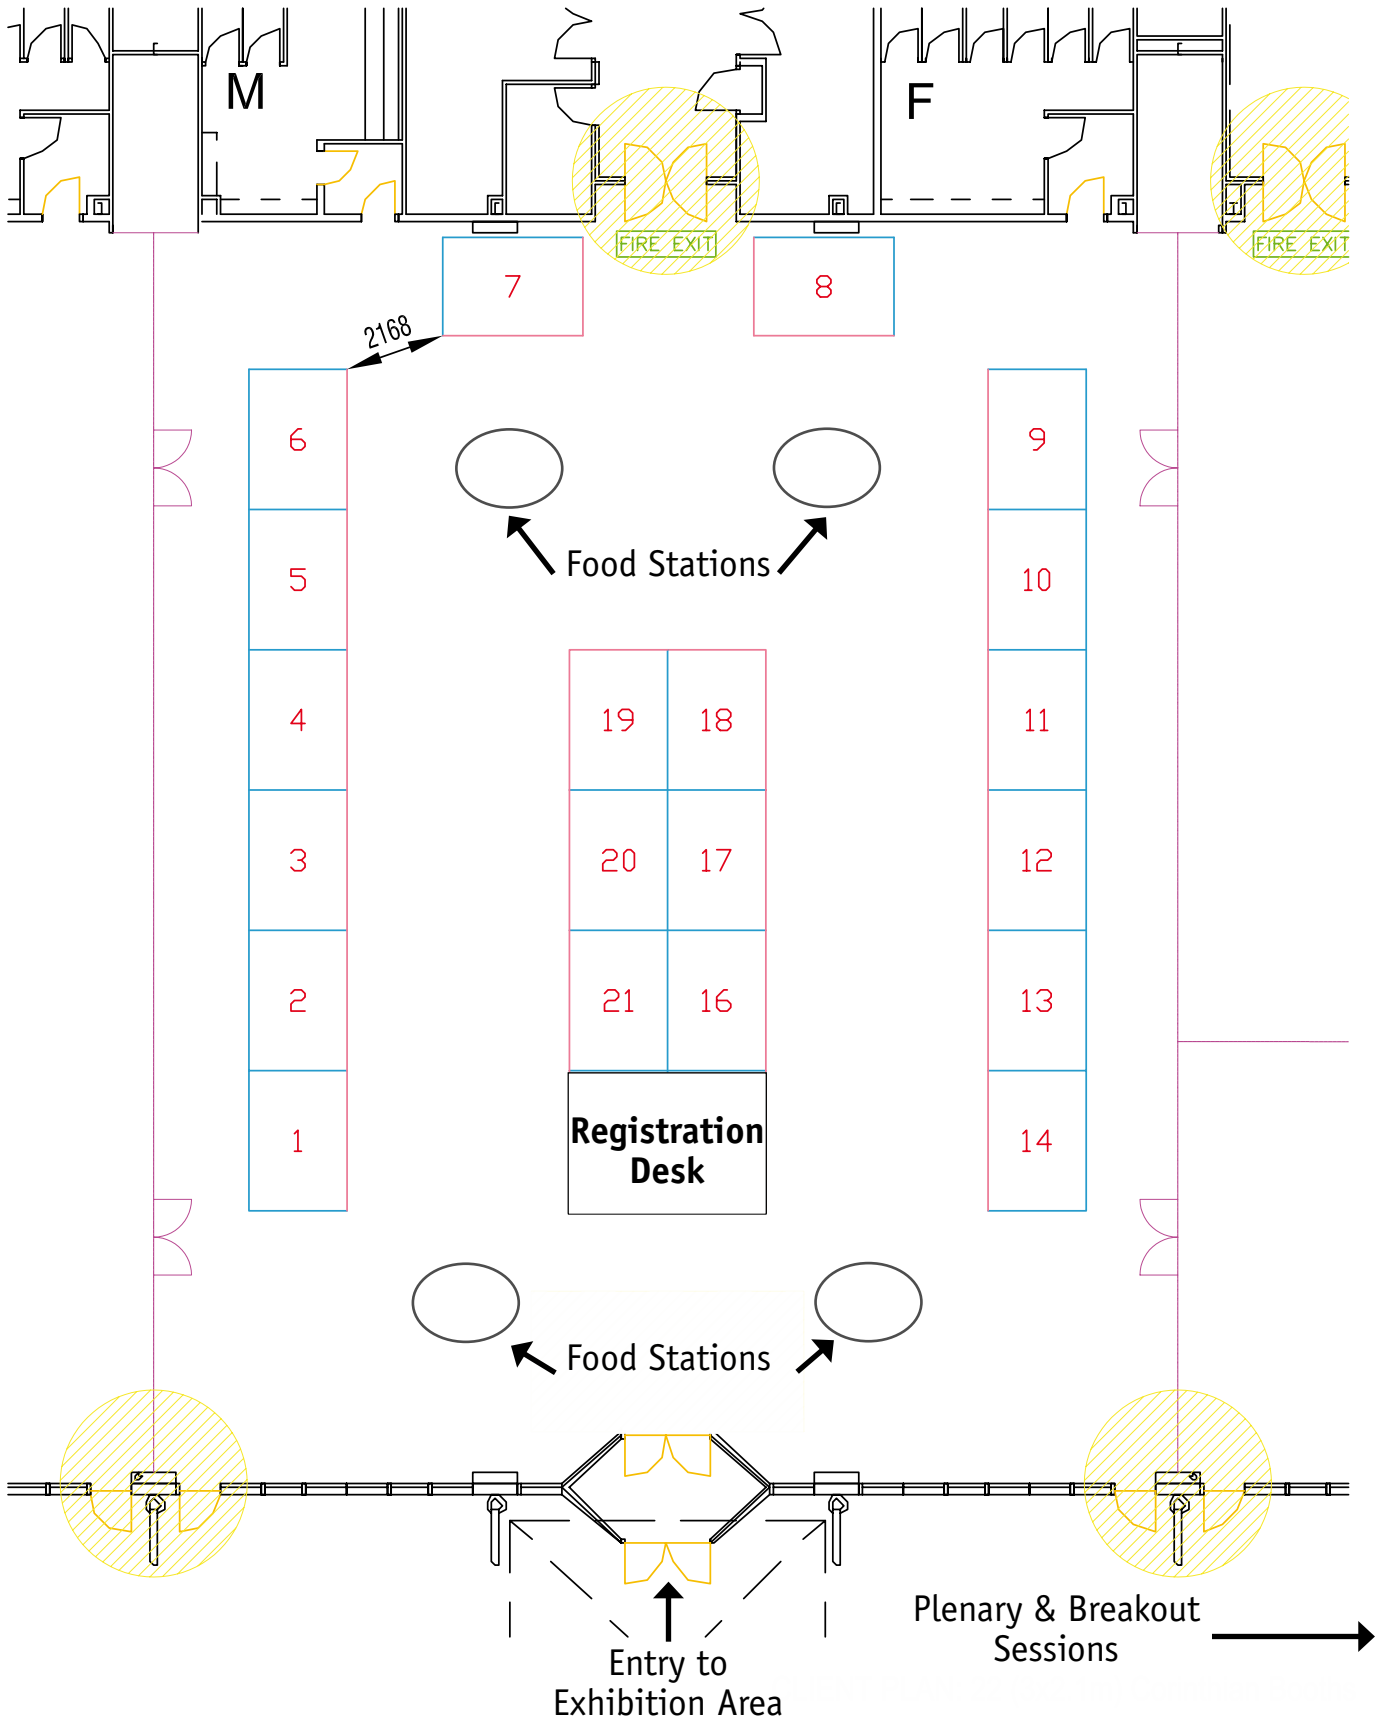 M
F
FIRE EXIT
FIRE EXIT
7
8
2168
6
9
Food Stations
5
10
19
18
4
11
20
17
3
12
21
16
2
13
Registration
Desk
1
14
Food Stations
Plenary & Breakout
Sessions
Entry to
Exhibition Area